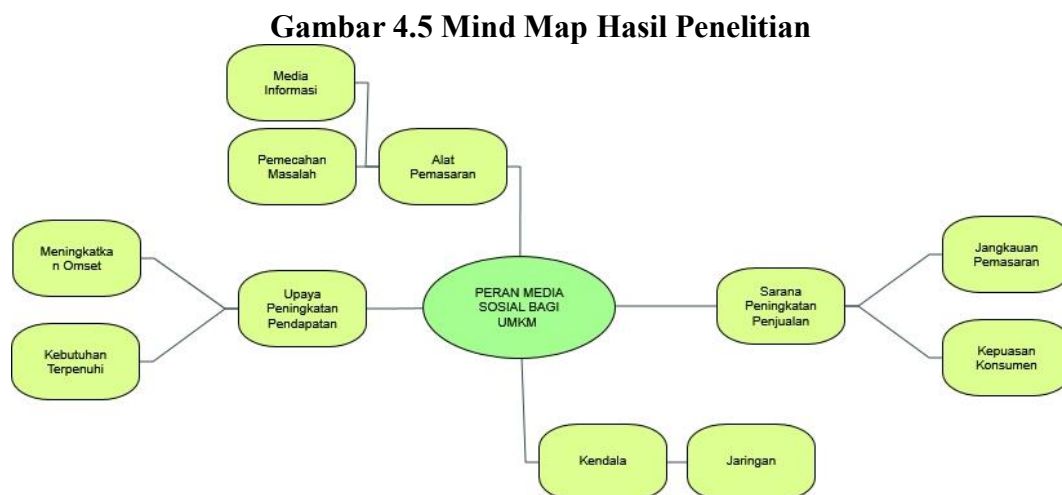 Gambar 4.5 Mind Map Hasil Penelitian
Media
Informasi
Pemecahan
Masalah
Alat
Pemasaran
Meningkatka
n Omset
Kebutuhan
Terpenuhi
Upaya
Peningkatan
Pendapatan
PERAN MEDIA
SOSIAL BAGI
UMKM
Sarana
Peningkatan
Penjualan
Jangkauan
Pemasaran
Kepuasan
Konsumen
Kendala
Jaringan